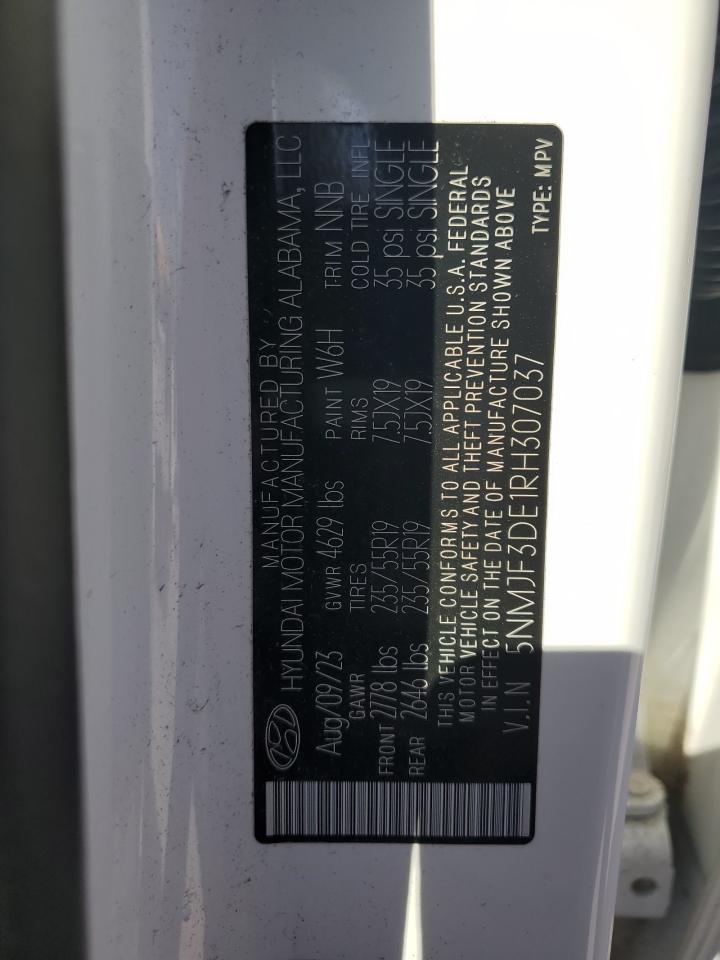 MANUFACTURED BY
HYUNDAI MOTOR MANUFACTURING ALABAMA, LLC
Aug/09/23 GVWR 4629 lbs PAINT W6H TRIM NNB
GAWR TIRES RIMS COLD TIRE INFL
FRONT 2778 lbs 235/55R19 7.5JX19 35 psi SINGLE
REAR 2646 lbs 235/55R19 7.5JX19 35 psi SINGLE
THIS VEHICLE CONFORMS TO ALL APPLICABLE U.S.A. FEDERAL
MOTOR VEHICLE SAFETY AND THEFT PREVENTION STANDARDS
IN EFFECT ON THE DATE OF MANUFACTURE SHOWN ABOVE
V.I.N 5NMJF3DE1RH307037 TYPE: MPV